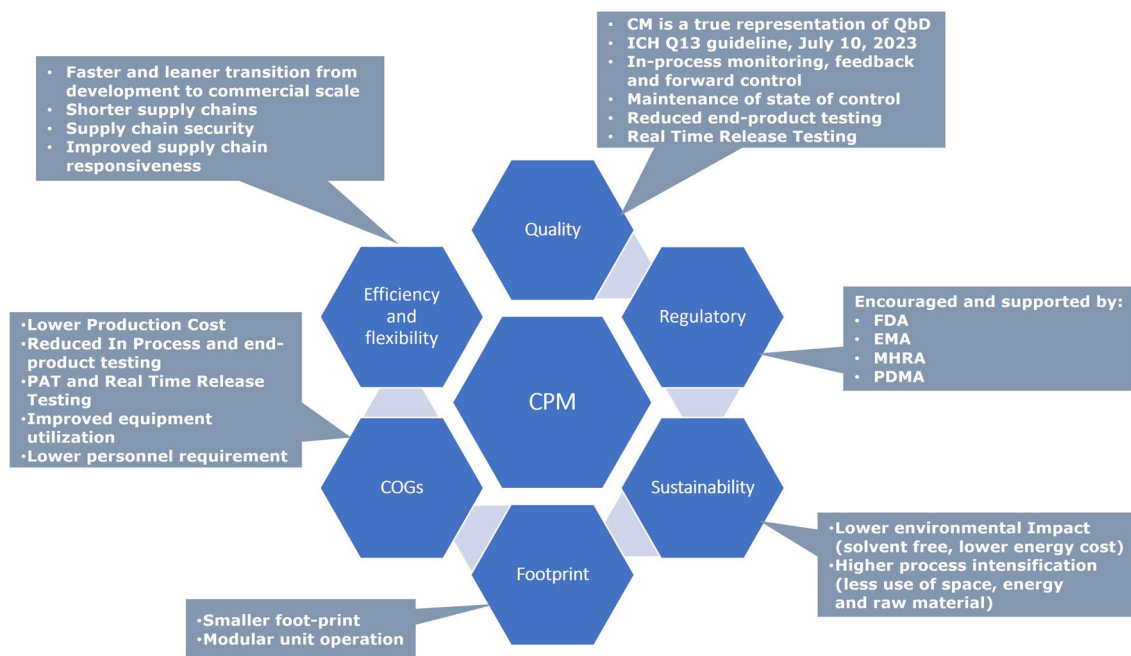 • CM is a true representation of QbD
• ICH Q13 guideline, July 10, 2023
• In-process monitoring, feedback
and forward control
• Maintenance of state of control
• Reduced end-product testing
• Real Time Release Testing
• Faster and leaner transition from
development to commercial scale
• Shorter supply chains
• Supply chain security
• Improved supply chain
responsiveness
Quality
Efficiency
and
flexibility
Regulatory
Encouraged and supported by:
• FDA
• EMA
• MHRA
• PDMA
•Lower Production Cost
•Reduced In Process and end-
product testing
•PAT and Real Time Release
Testing
•Improved equipment
utilization
•Lower personnel requirement
CPM
COGs
Sustainability
•Lower environmental Impact
(solvent free, lower energy cost)
•Higher process intensification
(less use of space, energy
and raw material)
Footprint
•Smaller foot-print
•Modular unit operation